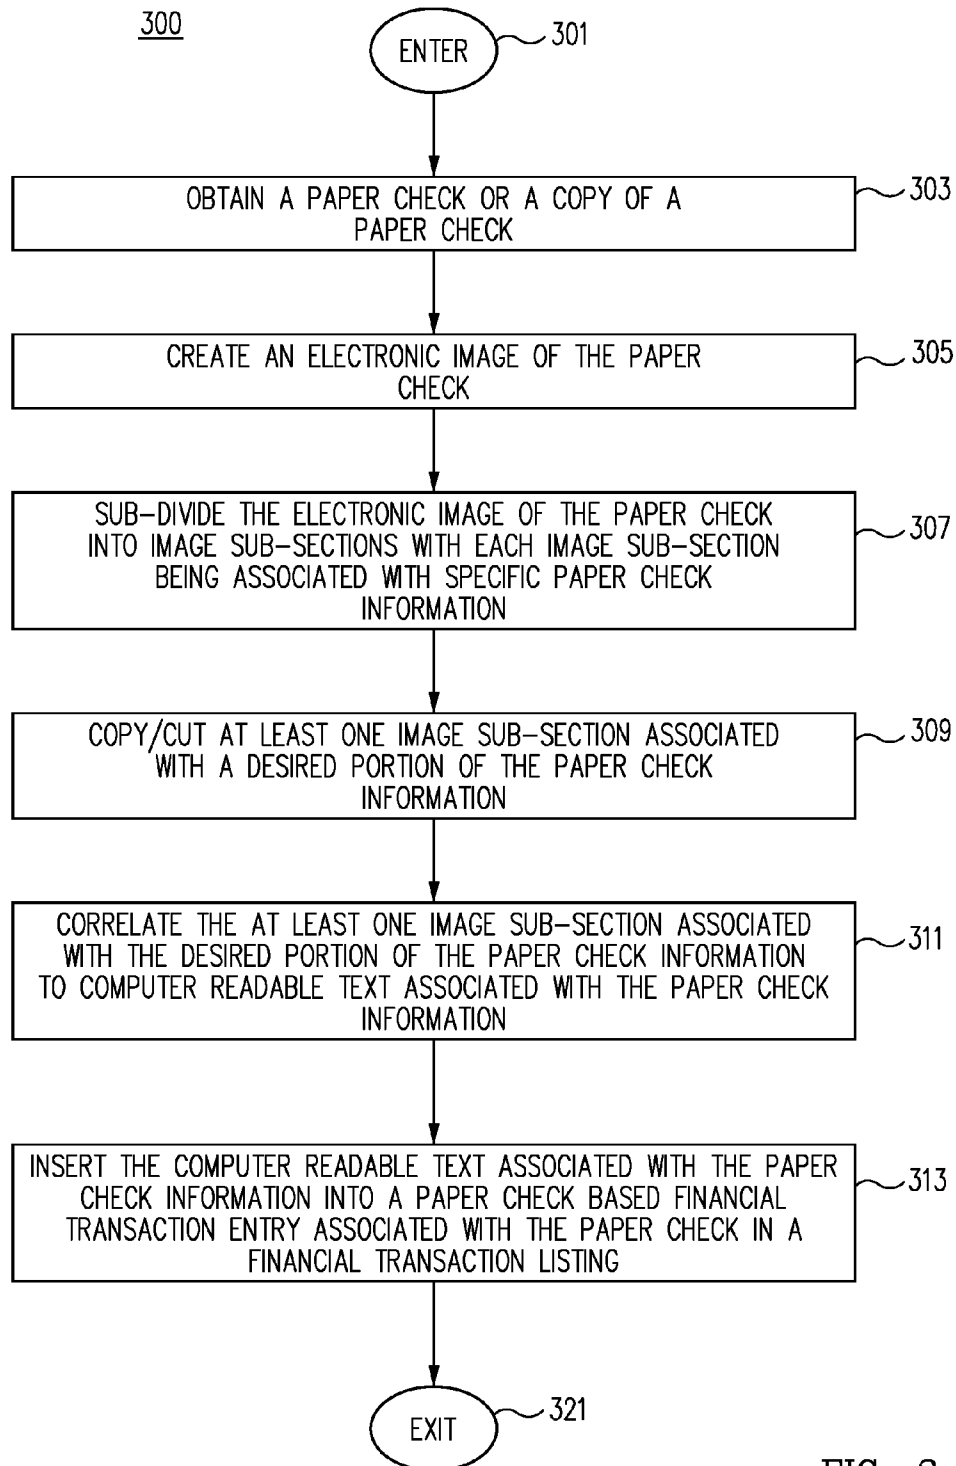 300
ENTER
301
OBTAIN A PAPER CHECK OR A COPY OF A
PAPER CHECK
303
CREATE AN ELECTRONIC IMAGE OF THE PAPER
CHECK
305
SUB-DIVIDE THE ELECTRONIC IMAGE OF THE PAPER CHECK
INTO IMAGE SUB-SECTIONS WITH EACH IMAGE SUB-SECTION
BEING ASSOCIATED WITH SPECIFIC PAPER CHECK
INFORMATION
307
COPY/CUT AT LEAST ONE IMAGE SUB-SECTION ASSOCIATED
WITH A DESIRED PORTION OF THE PAPER CHECK
INFORMATION
309
CORRELATE THE AT LEAST ONE IMAGE SUB-SECTION ASSOCIATED
WITH THE DESIRED PORTION OF THE PAPER CHECK INFORMATION
TO COMPUTER READABLE TEXT ASSOCIATED WITH THE PAPER CHECK
INFORMATION
311
INSERT THE COMPUTER READABLE TEXT ASSOCIATED WITH THE PAPER
CHECK INFORMATION INTO A PAPER CHECK BASED FINANCIAL
TRANSACTION ENTRY ASSOCIATED WITH THE PAPER CHECK IN A
FINANCIAL TRANSACTION LISTING
313
EXIT
321
FIG.